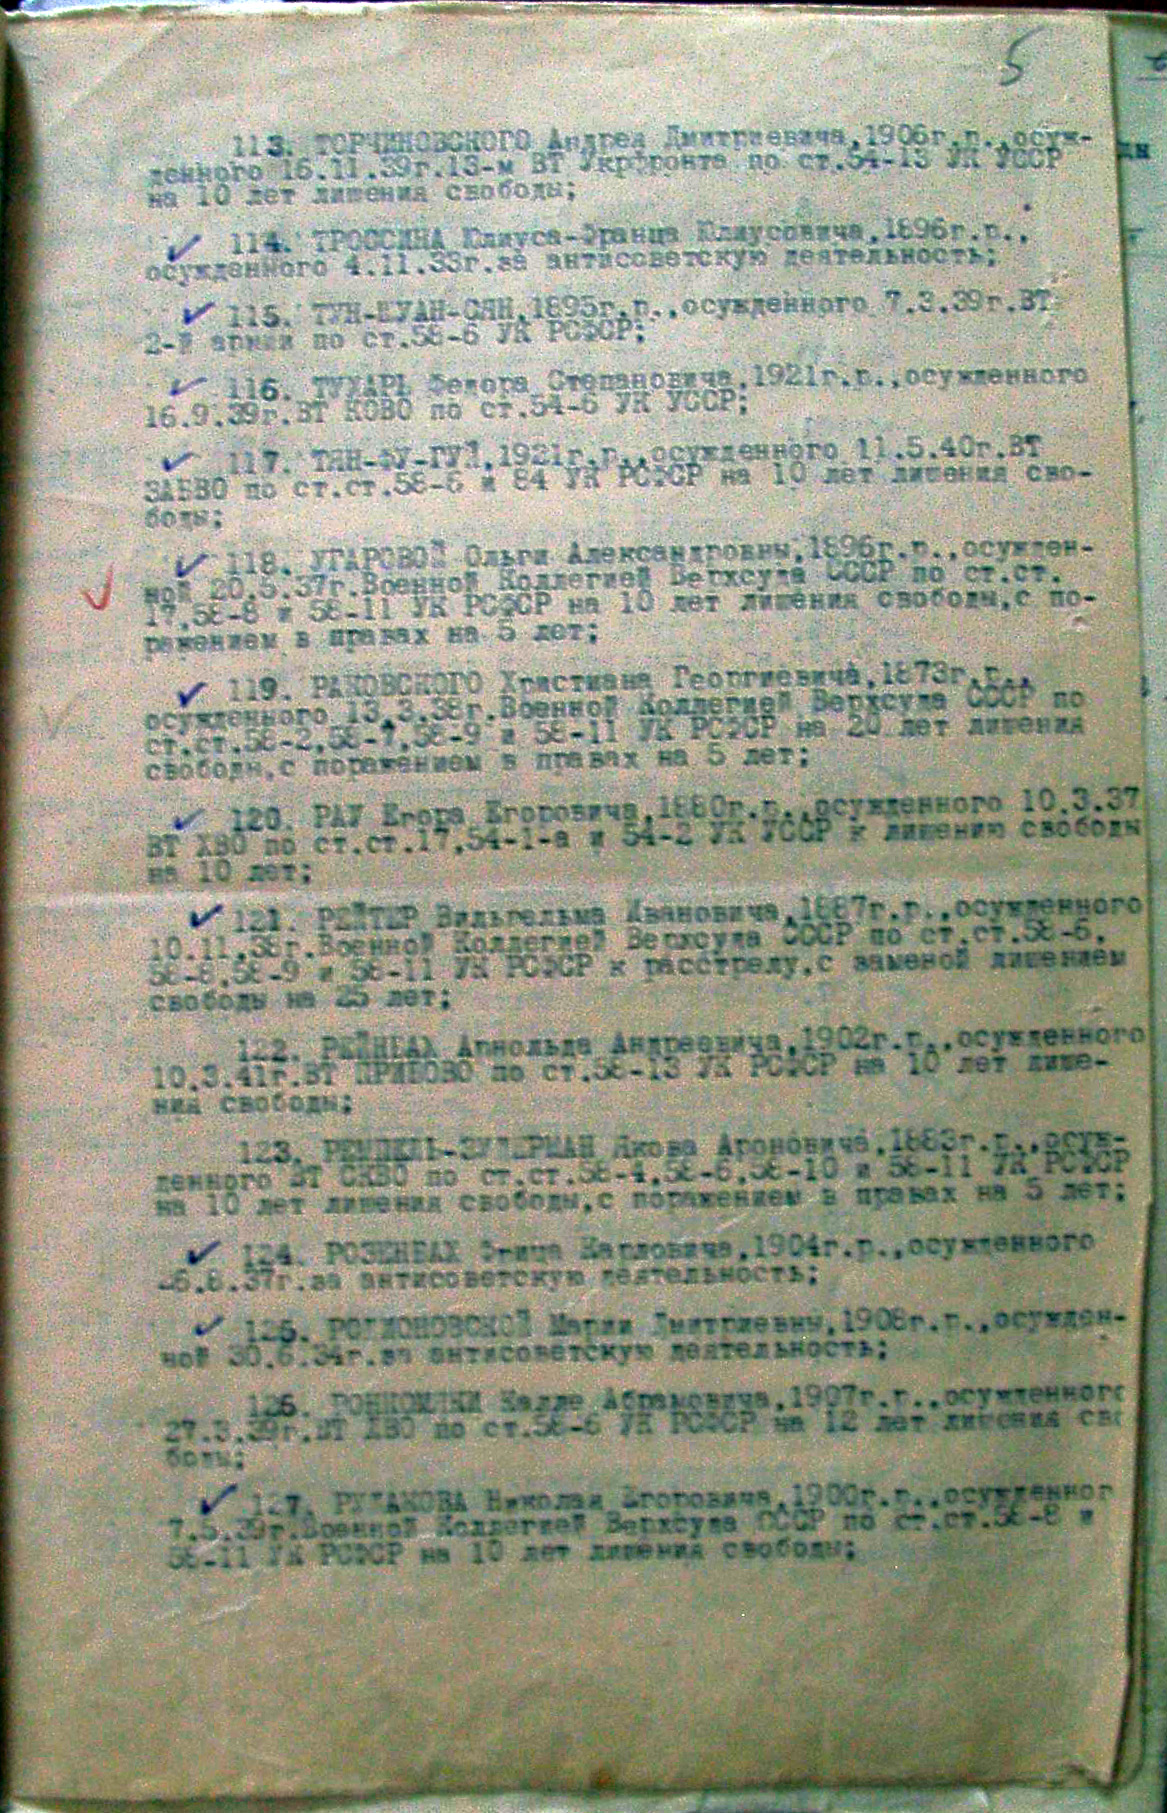 5
113. ТОРЧИНОВСКОГО Андрея Дмитриевича,1906г.р.,осуж-
денного 16.11.39г.13-м ВТ Укрфронта по ст.54-13 УК УССР
на 10 лет лишения свободы;
114. ТРОССИНА Юлиуса-Франца Юлиусовича,1896г.р.,
осужденного 4.11.33г.за антисоветскую деятельность;
115. ТУН-ШУАН-СЯН,1895г.р.,осужденного 7.3.39г.ВТ
2-й армии по ст.58-6 УК РСФСР;
116. ТУХАРЬ Федора Степановича,1921г.р.,осужденного
16.9.39г.ВТ КОВО по ст.54-6 УК УССР;
117. ТЯН-ФУ-ГУЙ,1921г.р.,осужденного 11.5.40г.ВТ
ЗАБВО по ст.ст.58-6 и 84 УК РСФСР на 10 лет лишения сво-
боды;
118. УГАРОВОЙ Ольги Александровны,1896г.р.,осужден-
ной 20.5.37г.Военной Коллегией Верхсуда СССР по ст.ст.
17,58-8 и 58-11 УК РСФСР на 10 лет лишения свободы,с по-
ражением в правах на 5 лет;
119. РАКОВСКОГО Христиана Георгиевича,1873г.р.,
осужденного 13.3.38г.Военной Коллегией Верхсуда СССР по
ст.ст.58-2,58-7,58-9 и 58-11 УК РСФСР на 20 лет лишения
свободы,с поражением в правах на 5 лет;
120. РАУ Егора Егоровича,1880г.р.,осужденного 10.3.37
ВТ ХВО по ст.ст.17,54-1-а и 54-2 УК УССР к лишению свободы
на 10 лет;
121. РЕЙТЕР Вильгельма Ивановича,1887г.р.,осужденного
10.11.38г.Военной Коллегией Верхсуда СССР по ст.ст.58-6,
58-8,58-9 и 58-11 УК РСФСР к расстрелу,с заменой лишением
свободы на 25 лет;
122. РЕЙНБАХ Арнольда Андреевича,1902г.р.,осужденного
10.3.41г.ВТ ПРИБОВО по ст.58-13 УК РСФСР на 10 лет лише-
ния свободы;
123. РЕМПЕЛЬ-ЗУДЕРМАН Якова Ароновича,1883г.р.,осуж-
денного ВТ СКВО по ст.ст.58-4,58-6,58-10 и 58-11 УК РСФСР
на 10 лет лишения свободы,с поражением в правах на 5 лет;
124. РОЗЕНБАХ Фрица Карловича,1904г.р.,осужденного
26.8.37г.за антисоветскую деятельность;
125. РОДИОНОВСКОЙ Марии Дмитриевны,1908г.р.,осужден-
ной 30.6.34г.за антисоветскую деятельность;
126. Калле Абрамовича,1907г.р.,осужденного
27.3.39г.ВТ ЛВО по ст.58-6 УК РСФСР на 12 лет лишения сво
боды;
127. РУДАКОВА Николая Егоровича,1900г.р.,осужденног
7.5.39г.Военной Коллегией Верхсуда СССР по ст.ст.58-8 и
58-11 УК РСФСР на 10 лет лишения свободы;